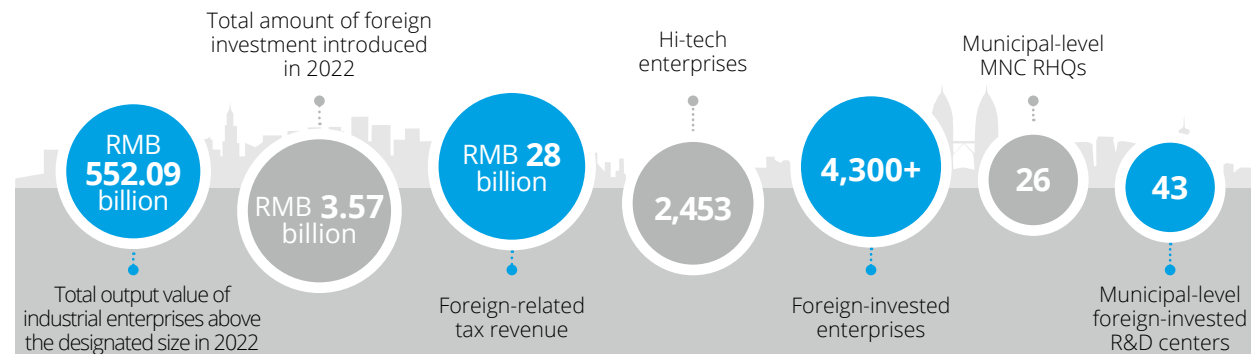 RMB
552.09
billion
Total output value of
industrial enterprises above
the designated size in 2022
Total amount of foreign
investment introduced
in 2022
RMB 3.57
billion
RMB 28
billion
Foreign-related
tax revenue
Hi-tech
enterprises
2,453
4,300+
Foreign-invested
enterprises
Municipal-level
MNC RHQs
26
43
Municipal-level
foreign-invested
R&D centers